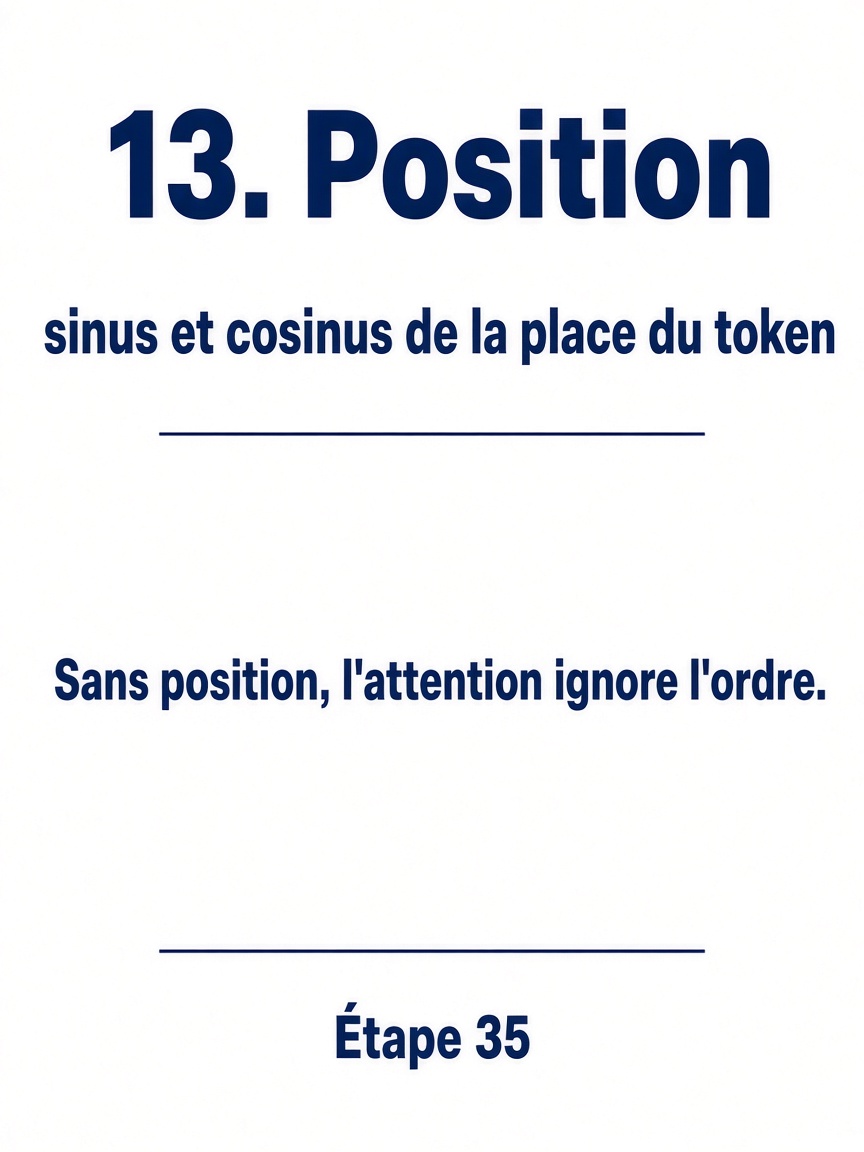 13. Position
sinus et cosinus de la place du token
Sans position, l'attention ignore l'ordre.
Étape 35